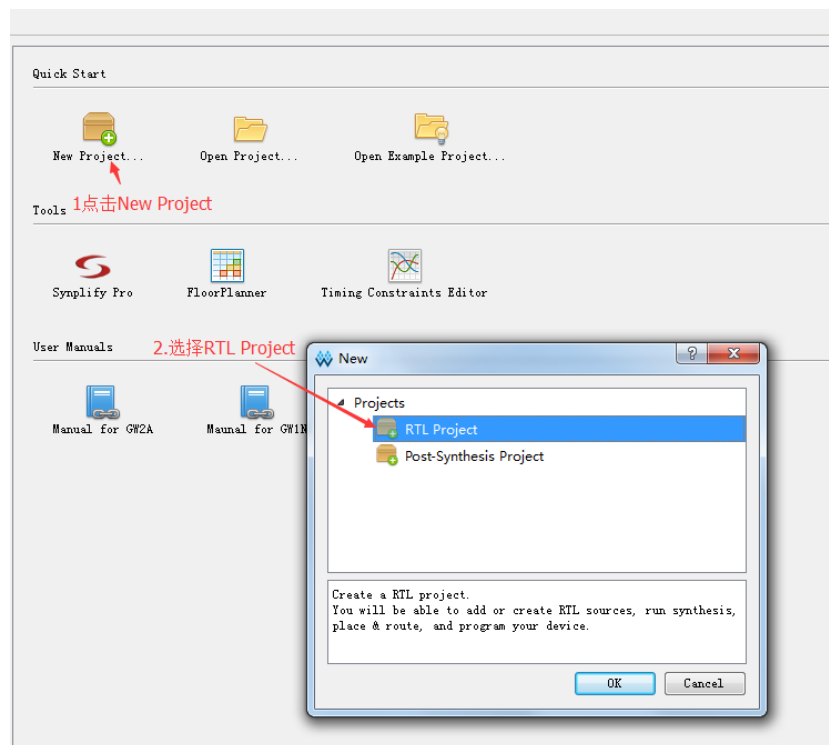 Quick Start
New Project...
Open Project...
Open Example Project...
1点击New Project
Tools
Synplify Pro
FloorPlanner
Timing Constraints Editor
User Manuals
2.选择RTL Project
Manual for GW2A
Maunal for GW1N
New
Projects
RTL Project
Post-Synthesis Project
Create a RTL project.
You will be able to add or create RTL sources, run synthesis,
place & route, and program your device.
OK
Cancel